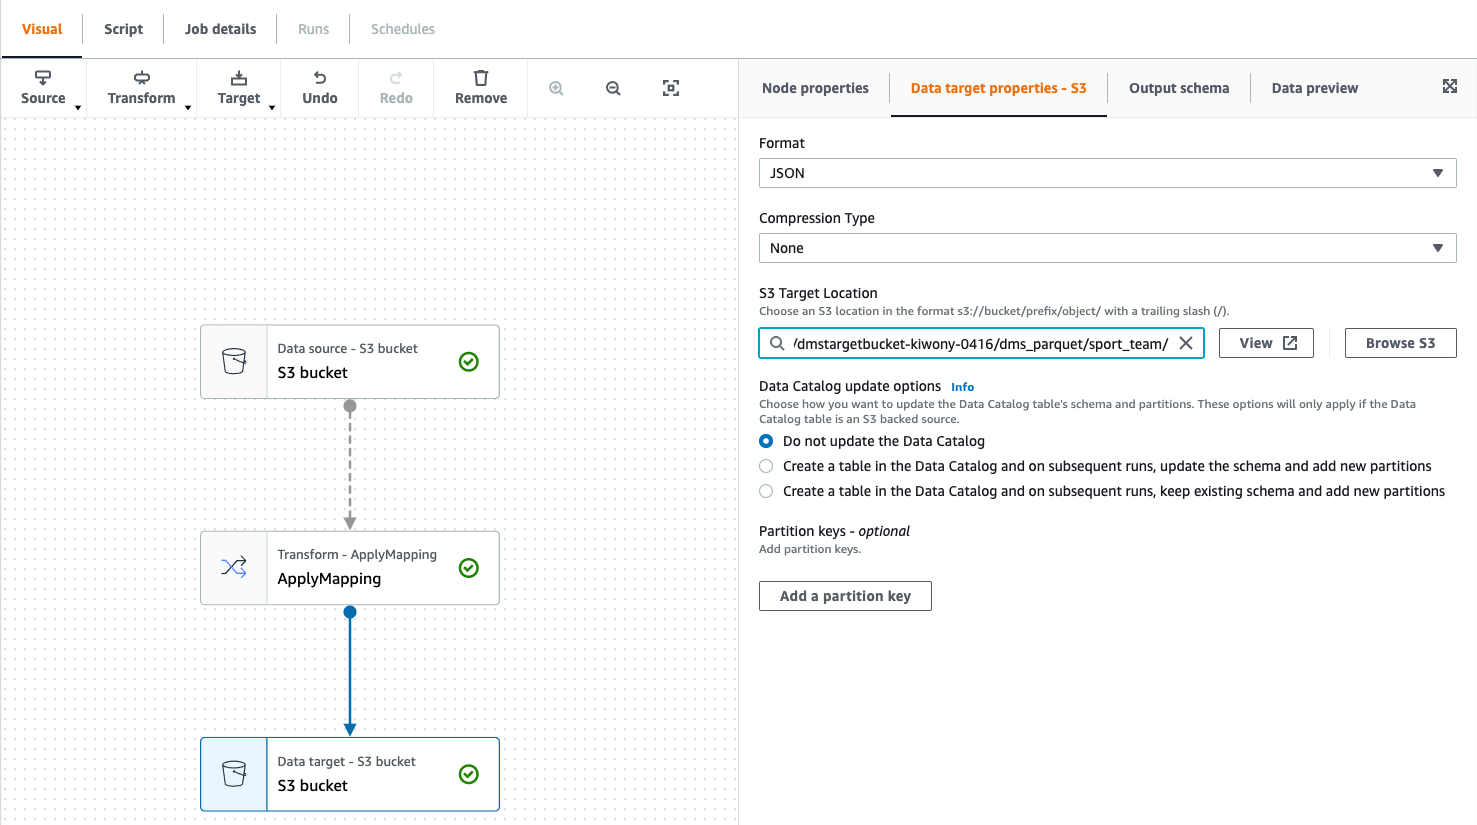 Visual
Script
Job details
Runs
Schedules
Source
Transform
Target
Undo
Redo
Remove
Node properties
Data target properties - S3
Output schema
Data preview
Data source - S3 bucket
S3 bucket
Transform - ApplyMapping
ApplyMapping
Data target - S3 bucket
S3 bucket
Format
JSON
Compression Type
None
S3 Target Location
Choose an S3 location in the format s3://bucket/prefix/object/ with a trailing slash (/).
/dmstargetbucket-kiwony-0416/dms_parquet/sport_team/
View
Browse S3
Data Catalog update options Info
Choose how you want to update the Data Catalog table's schema and partitions. These options will only apply if the Data
Catalog table is an S3 backed source.
Do not update the Data Catalog
Create a table in the Data Catalog and on subsequent runs, update the schema and add new partitions
Create a table in the Data Catalog and on subsequent runs, keep existing schema and add new partitions
Partition keys - optional
Add partition keys.
Add a partition key